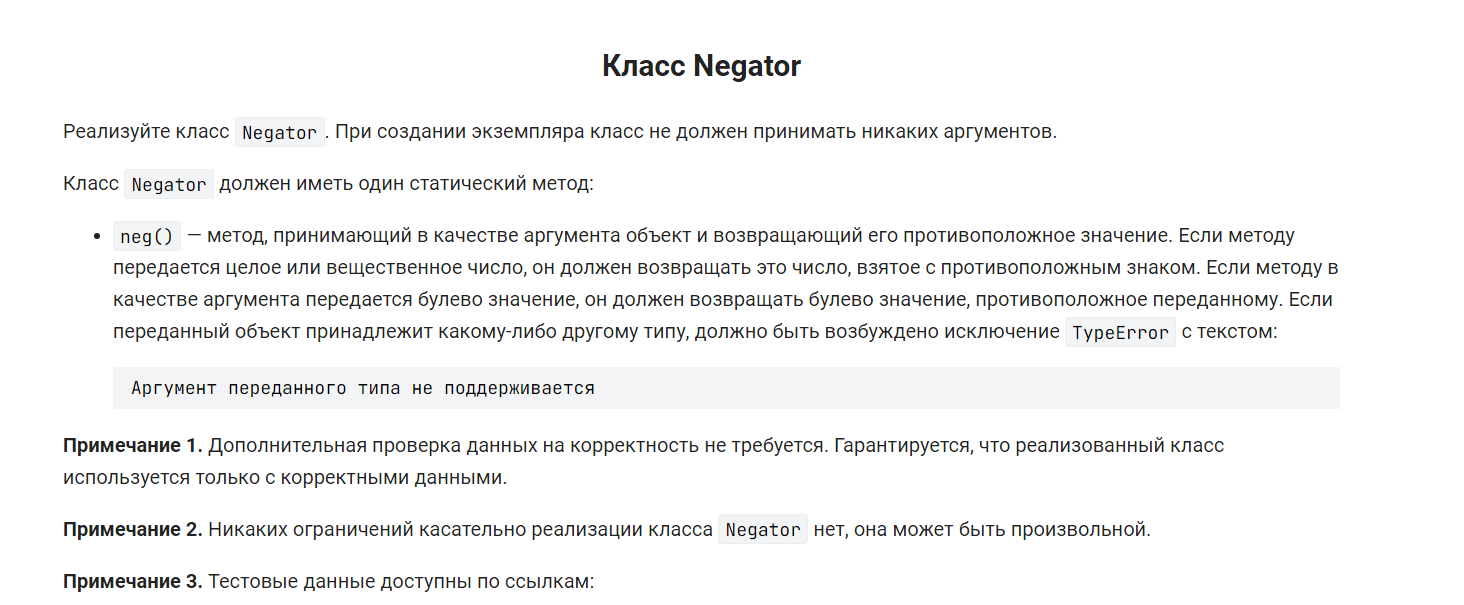 Класс Negator
Реализуйте класс Negator. При создании экземпляра класс не должен принимать никаких аргументов.
Класс Negator должен иметь один статический метод:
• neg() — метод, принимающий в качестве аргумента объект и возвращающий его противоположное значение. Если методу
передается целое или вещественное число, он должен возвращать это число, взятое с противоположным знаком. Если методу в
качестве аргумента передается булево значение, он должен возвращать булево значение, противоположное переданному. Если
переданный объект принадлежит какому-либо другому типу, должно быть возбуждено исключение TypeError с текстом:
Аргумент переданного типа не поддерживается
Примечание 1. Дополнительная проверка данных на корректность не требуется. Гарантируется, что реализованный класс
используется только с корректными данными.
Примечание 2. Никаких ограничений касательно реализации класса Negator нет, она может быть произвольной.
Примечание 3. Тестовые данные доступны по ссылкам: